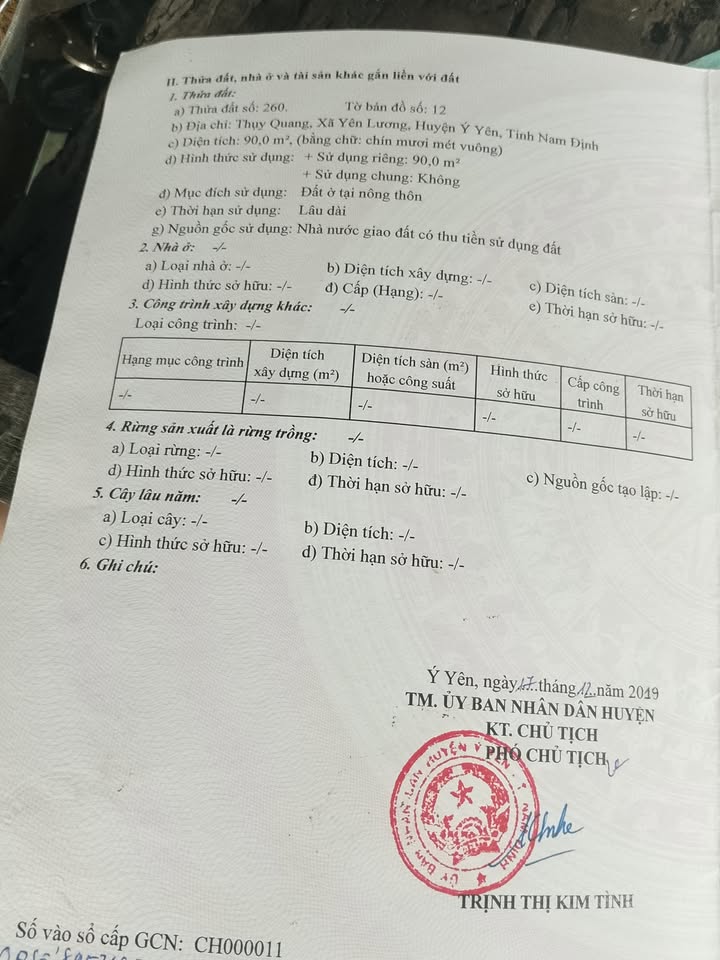 II. Thửa đất, nhà ở và tài sản khác gắn liền với đất
1. Thửa đất:
a) Thửa đất số: 260. Tờ bản đồ số: 12
b) Địa chỉ: Thụy Quang, Xã Yên Lương, Huyện Ý Yên, Tỉnh Nam Định
c) Diện tích: 90,0 m², (bằng chữ: chín mươi mét vuông)
d) Hình thức sử dụng: + Sử dụng riêng: 90,0 m²
+ Sử dụng chung: Không
đ) Mục đích sử dụng: Đất ở tại nông thôn
e) Thời hạn sử dụng: Lâu dài
g) Nguồn gốc sử dụng: Nhà nước giao đất có thu tiền sử dụng đất
2. Nhà ở: -/-
a) Loại nhà ở: -/- b) Diện tích xây dựng: -/- c) Diện tích sàn: -/-
d) Hình thức sở hữu: -/- đ) Cấp (Hạng): -/- e) Thời hạn sở hữu: -/-
3. Công trình xây dựng khác: -/-
Loại công trình: -/-
Hạng mục công trình Diện tích xây dựng (m²) Diện tích sàn (m²) hoặc công suất Hình thức sở hữu Cấp công trình Thời hạn sở hữu
-/- -/- -/- -/- -/- -/-
4. Rừng sản xuất là rừng trồng: -/-
a) Loại rừng: -/- b) Diện tích: -/- c) Nguồn gốc tạo lập: -/-
d) Hình thức sở hữu: -/- đ) Thời hạn sở hữu: -/-
5. Cây lâu năm: -/-
a) Loại cây: -/- b) Diện tích: -/-
c) Hình thức sở hữu: -/- d) Thời hạn sở hữu: -/-
6. Ghi chú:
Ý Yên, ngày 17 tháng 12 năm 2019
TM. ỦY BAN NHÂN DÂN HUYỆN
KT. CHỦ TỊCH
PHÓ CHỦ TỊCH
ỦY BAN NHÂN DÂN HUYỆN Ý YÊN - T. NAM ĐỊNH
TRỊNH THỊ KIM TÌNH
Số vào sổ cấp GCN: CH000011